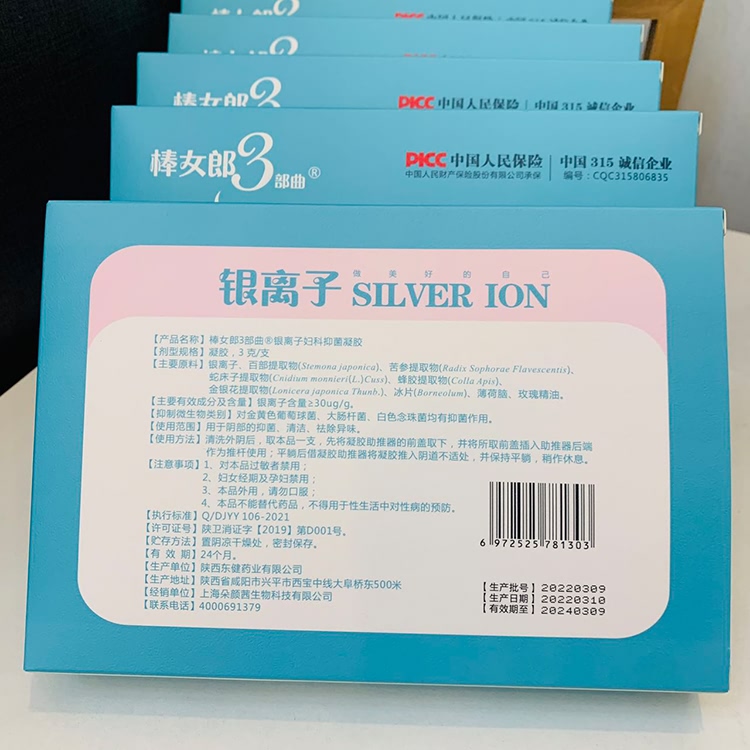 棒女郎3
PICC 中国人民保险 中国315诚信企业
棒女郎3部曲®
PICC 中国人民保险 中国 315 诚信企业
中国人民财产保险股份有限公司承保 编号：CQC315806835
做美好的自己
银离子 SILVER ION
【产品名称】棒女郎3部曲®银离子妇科抑菌凝胶
【剂型规格】凝胶，3克/支
【主要原料】银离子、百部提取物(Stemona japonica)、苦参提取物(Radix Sophorae Flavescentis)、
蛇床子提取物(Cnidium monnieri(L.)Cuss)、蜂胶提取物(Colla Apis)、
金银花提取物(Lonicera japonica Thunb.)、冰片(Borneolum)、薄荷脑、玫瑰精油。
【主要有效成分及含量】银离子含量≥30ug/g。
【抑制微生物类别】对金黄色葡萄球菌、大肠杆菌、白色念珠菌均有抑菌作用。
【使用范围】用于阴部的抑菌、清洁、祛除异味。
【使用方法】清洗外阴后，取本品一支，先将凝胶助推器的前盖取下，并将所取前盖插入助推器后端
作为推杆使用；平躺后借凝胶助推器将凝胶推入阴道不适处，并保持平躺，稍作休息。
【注意事项】1、对本品过敏者禁用；
2、妇女经期及孕妇禁用；
3、本品外用，请勿口服；
4、本品不能替代药品，不得用于性生活中对性病的预防。
【执行标准】Q/DJYY 106-2021
【许可证号】陕卫消证字【2019】第D001号。
【贮存方法】置阴凉干燥处，密封保存。
【有 效 期】24个月。
【生产单位】陕西东健药业有限公司
【生产地址】陕西省咸阳市兴平市西宝中线大阜桥东500米
【经销单位】上海朵颜茜生物科技有限公司
【联系电话】4000691379
6 972525 781303
【生产批号】20220309
【生产日期】20220310
【有效期至】20240309